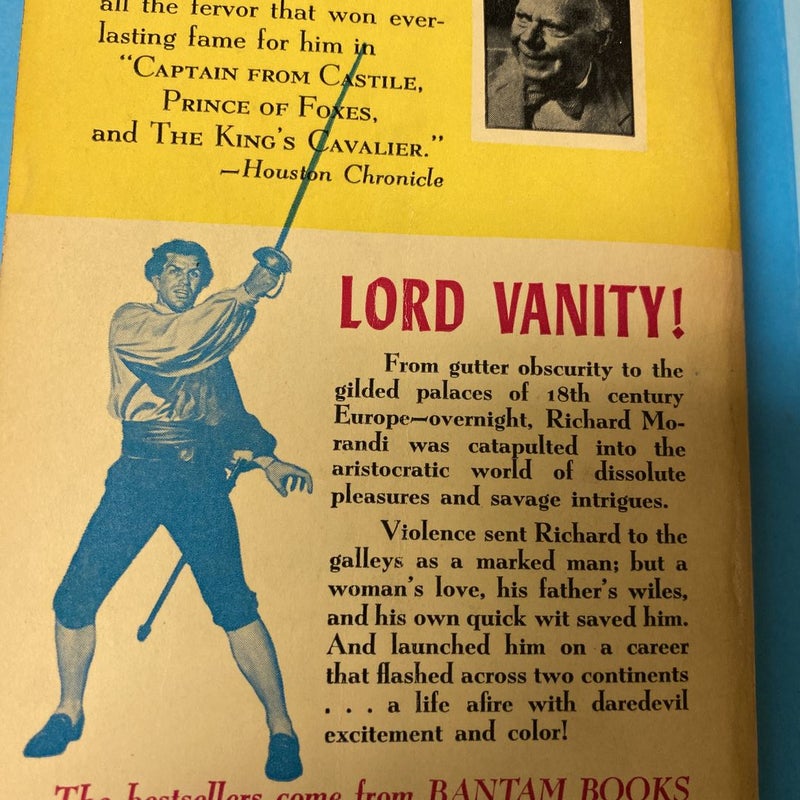 all the fervor that won ever-
lasting fame for him in
"CAPTAIN FROM CASTILE,
PRINCE OF FOXES,
and THE KING'S CAVALIER."
—Houston Chronicle
LORD VANITY!
From gutter obscurity to the
gilded palaces of 18th century
Europe—overnight, Richard Mo-
randi was catapulted into the
aristocratic world of dissolute
pleasures and savage intrigues.
Violence sent Richard to the
galleys as a marked man; but a
woman's love, his father's wiles,
and his own quick wit saved him.
And launched him on a career
that flashed across two continents
. . . a life afire with daredevil
excitement and color!
The bestsellers come from BANTAM BOOKS